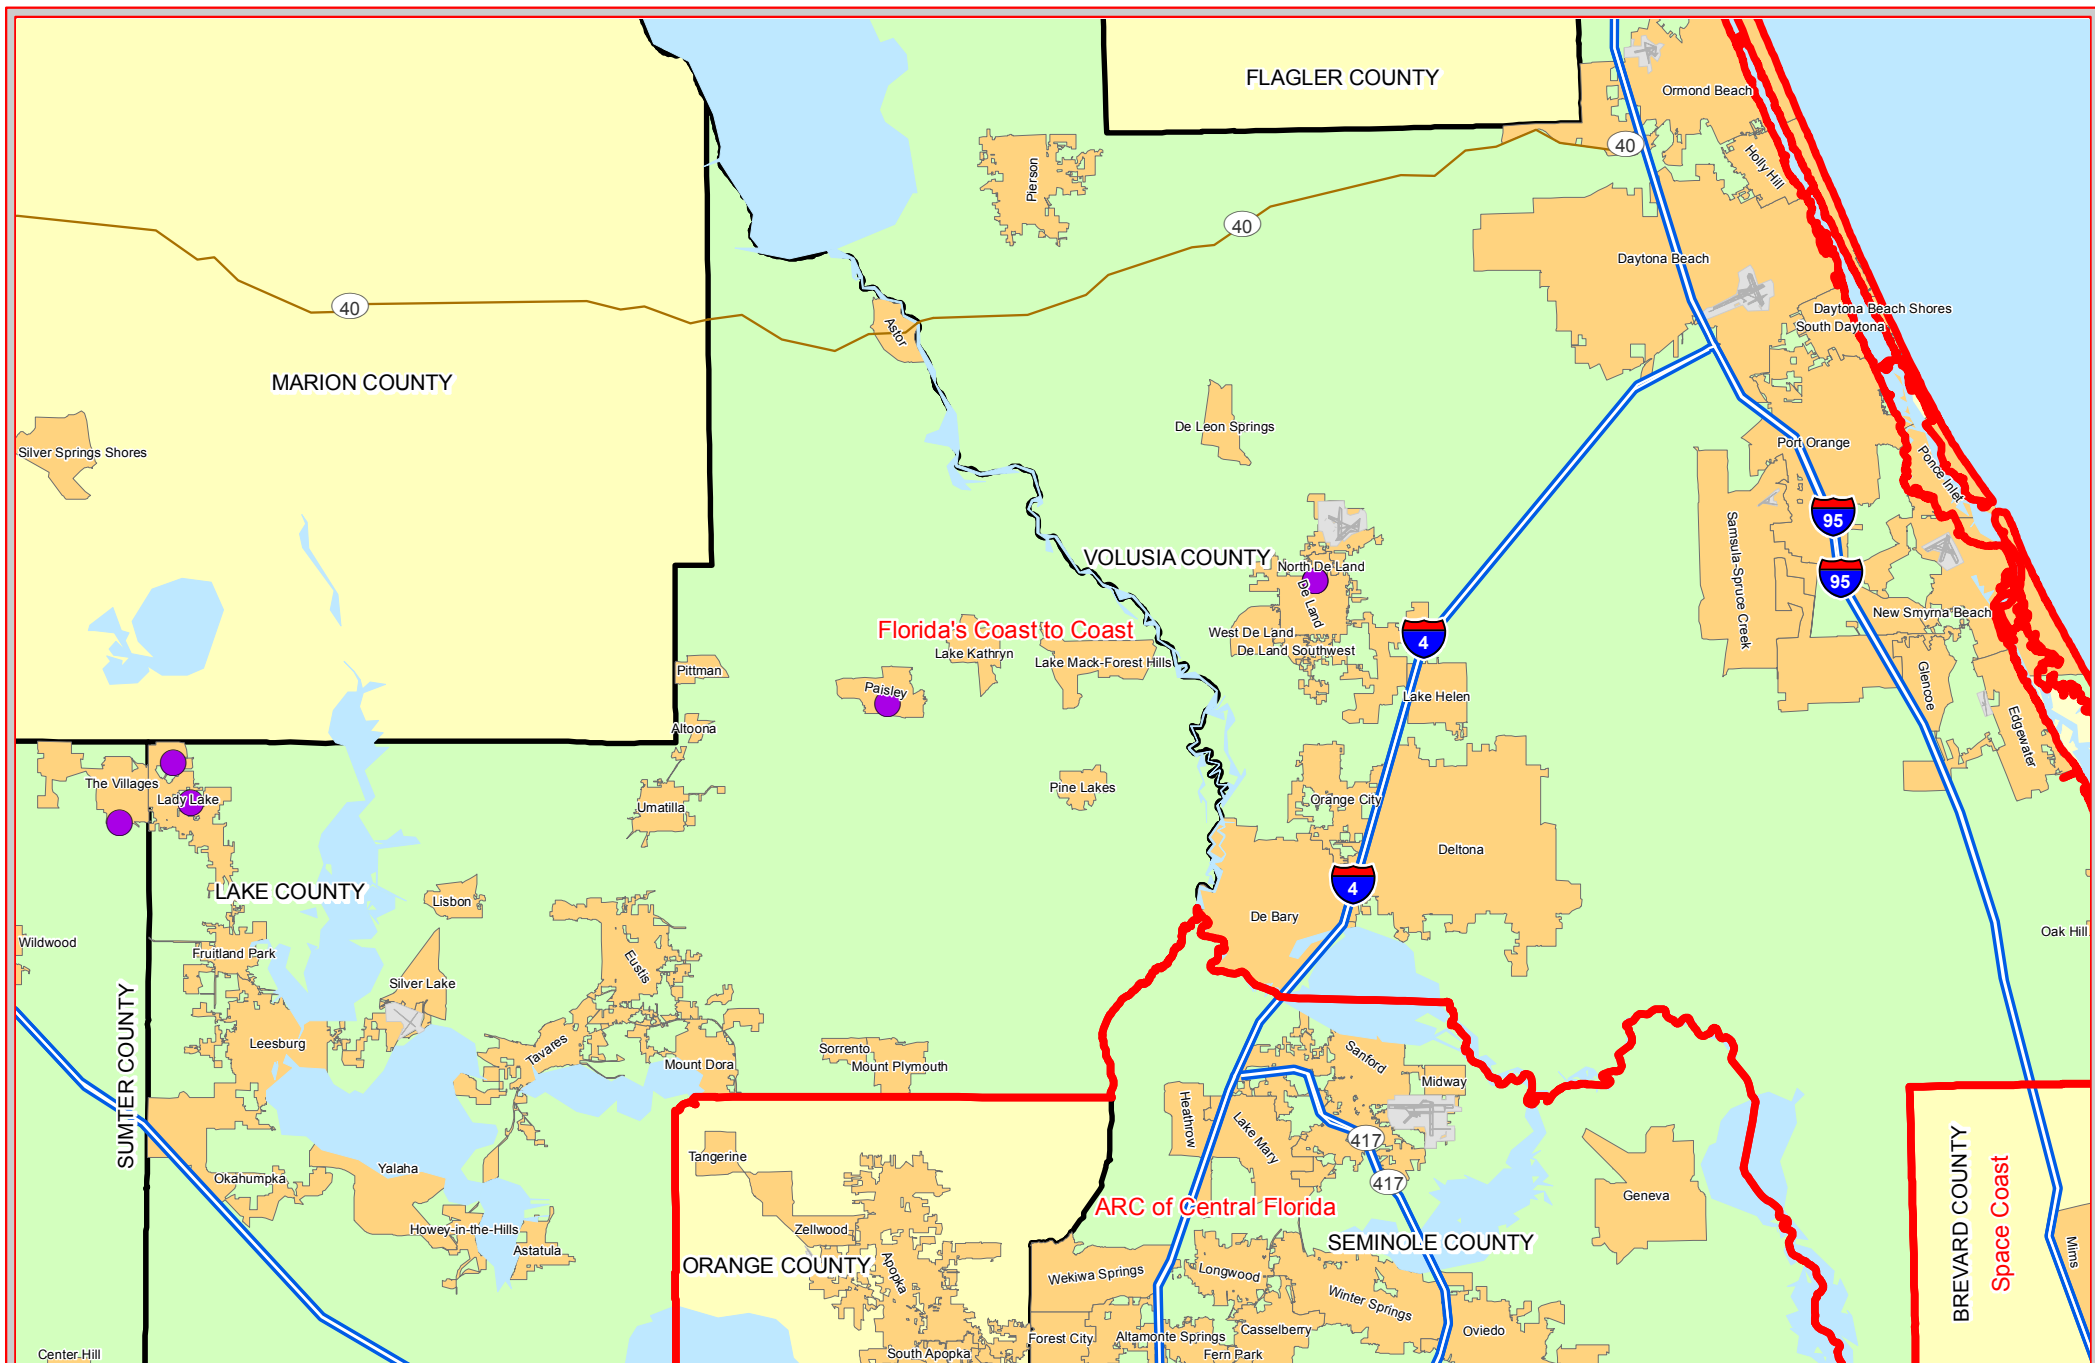 FLAGLER COUNTY
Ormond Beach
40
Holly Hill
Pierson
40
Daytona Beach
40
Daytona Beach Shores
South Daytona
Astor
MARION COUNTY
De Leon Springs
Port Orange
Silver Springs Shores
Ponce Inlet
95
Samsula-Spruce Creek
VOLUSIA COUNTY
North De Land
95
De Land
New Smyrna Beach
Florida's Coast to Coast
West De Land
4
Lake Kathryn
De Land Southwest
Lake Mack-Forest Hills
Pittman
Paisley
Lake Helen
Glencoe
Altoona
Edgewater
The Villages
Lady Lake
Pine Lakes
Orange City
Umatilla
Deltona
LAKE COUNTY
4
Lisbon
De Bary
Oak Hill
Wildwood
Fruitland Park
Eustis
Silver Lake
SUMTER COUNTY
Leesburg
Tavares
Sorrento
Mount Dora
Mount Plymouth
Sanford
Midway
Heathrow
Lake Mary
417
Tangerine
Yalaha
Okahumpka
417
BREVARD COUNTY
Space Coast
Geneva
ARC of Central Florida
Howey-in-the-Hills
Zellwood
Astatula
SEMINOLE COUNTY
ORANGE COUNTY
Apopka
Wekiwa Springs
Longwood
Mims
Winter Springs
Forest City
Altamonte Springs
Casselberry
Oviedo
Center Hill
South Apopka
Fern Park